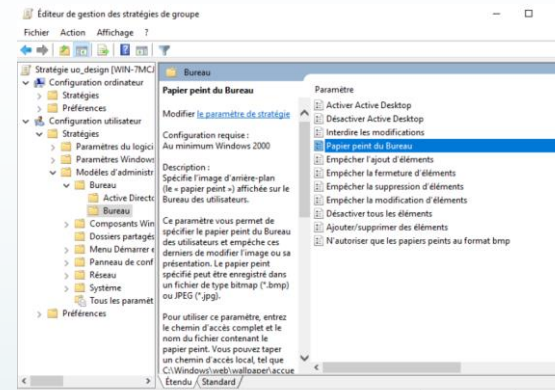 Éditeur de gestion des stratégies de groupe
Fichier Action Affichage ?
Stratégie uo_design [WIN-7MCJ
Configuration ordinateur
Stratégies
Préférences
Configuration utilisateur
Stratégies
Paramètres du logici
Paramètres Windows
Modèles d'administr
Bureau
Active Directo
Bureau
Composants Win
Dossiers partagés
Menu Démarrer e
Panneau de conf
Réseau
Système
Tous les paramèt
Préférences
Bureau
Papier peint du Bureau
Modifier le paramètre de stratégie
Configuration requise :
Au minimum Windows 2000
Description :
Spécifie l'image d'arrière-plan
(le « papier peint ») affichée sur le
Bureau des utilisateurs.
Ce paramètre vous permet de
spécifier le papier peint du Bureau
des utilisateurs et empêche ces
derniers de modifier l'image ou sa
présentation. Le papier peint
spécifié peut être enregistré dans
un fichier de type bitmap (*.bmp)
ou JPEG (*.jpg).
Pour utiliser ce paramètre, entrez
le chemin d'accès complet et le
nom du fichier contenant le
papier peint. Vous pouvez taper
un chemin d'accès local, tel que
C:\Windows\web\wallpaper\accue
Paramètre
Activer Active Desktop
Désactiver Active Desktop
Interdire les modifications
Papier peint du Bureau
Empêcher l'ajout d'éléments
Empêcher la fermeture d'éléments
Empêcher la suppression d'éléments
Empêcher la modification d'éléments
Désactiver tous les éléments
Ajouter/supprimer des éléments
N'autoriser que les papiers peints au format bmp
Étendu Standard